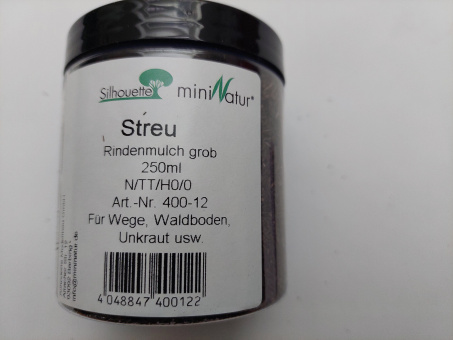 Silhouette miniNatur®
Streu
Rindenmulch grob
250ml
N/TT/H0/0
Art.-Nr. 400-12
Für Wege, Waldboden,
Unkraut usw.
4 048847 400122